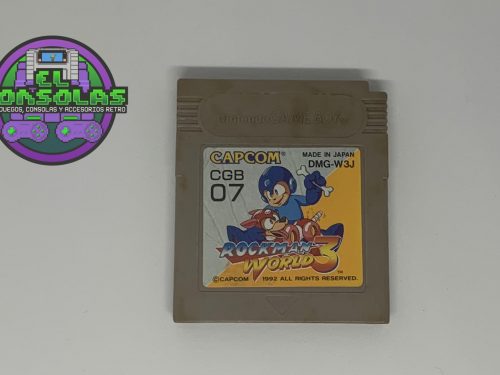 EL
CONSOLAS
JUEGOS, CONSOLAS Y ACCESORIOS RETRO
Nintendo GAME BOY
CAPCOM
MADE IN JAPAN
DMG-W3J
CGB
07
ROCKMAN
WORLD 3
TM
©CAPCOM 1992 ALL RIGHTS RESERVED.